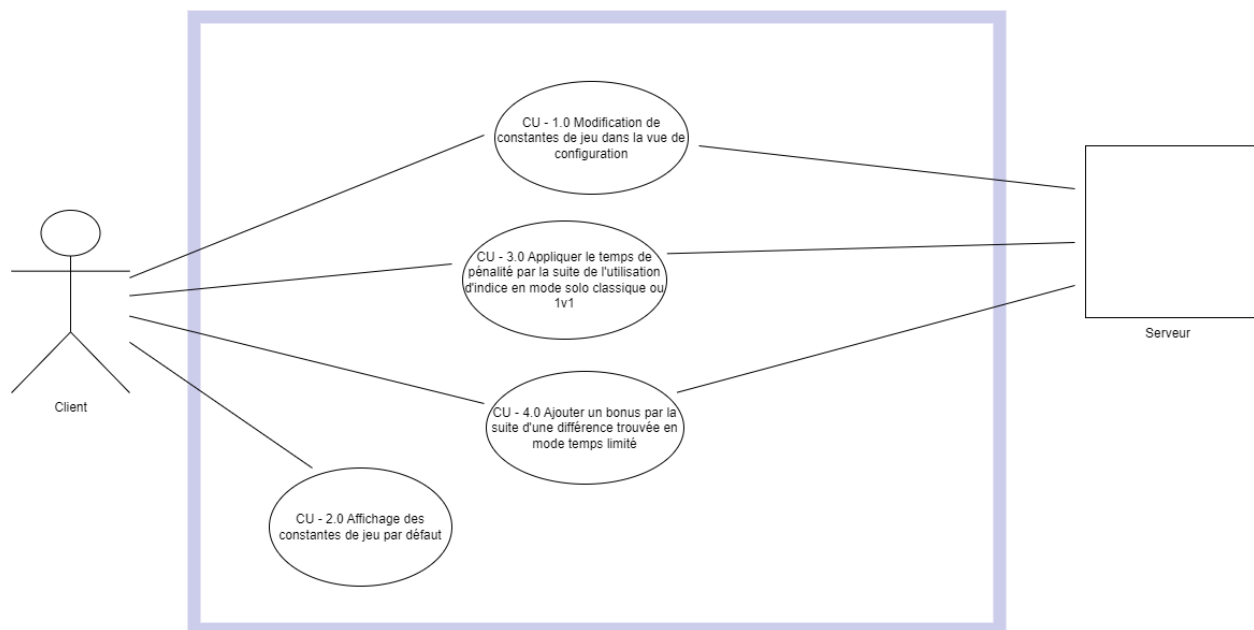 CU - 1.0 Modification de
constantes de jeu dans la vue de
configuration
CU - 3.0 Appliquer le temps de
pénalité par la suite de l'utilisation
d'indice en mode solo classique ou
1v1
Serveur
Client
CU - 4.0 Ajouter un bonus par la
suite d'une différence trouvée en
mode temps limité
CU - 2.0 Affichage des
constantes de jeu par défaut